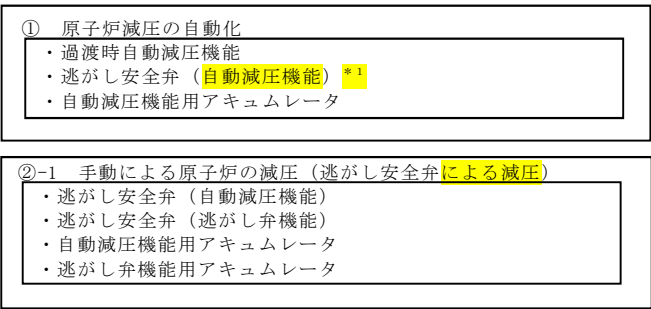 ① 原子炉減圧の自動化
・過渡時自動減圧機能
・逃がし安全弁（自動減圧機能）＊１
・自動減圧機能用アキュムレータ
②-1 手動による原子炉の減圧（逃がし安全弁による減圧）
・逃がし安全弁（自動減圧機能）
・逃がし安全弁（逃がし弁機能）
・自動減圧機能用アキュムレータ
・逃がし弁機能用アキュムレータ